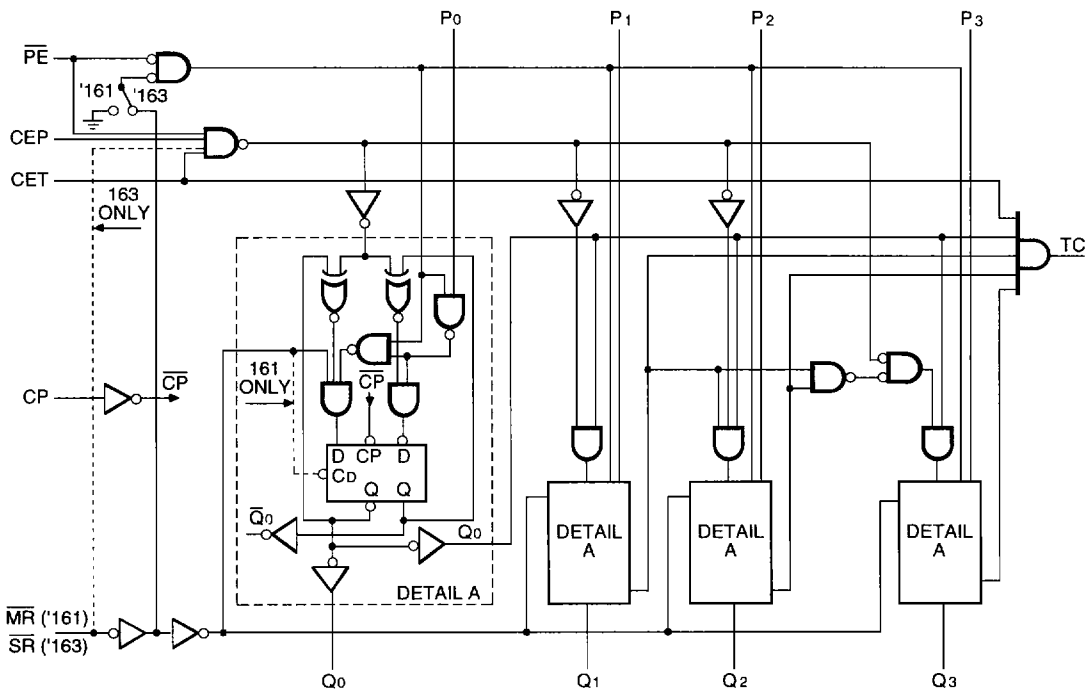 P0 P1 P2 P3
PE
'161 '163
CEP
CET
163
ONLY
TC
161
ONLY
CP
CP
CP
D CP D
CD
Q Q
Q0
Q0
DETAIL A
DETAIL
A
DETAIL
A
DETAIL
A
MR ('161)
SR ('163)
Q0 Q1 Q2 Q3